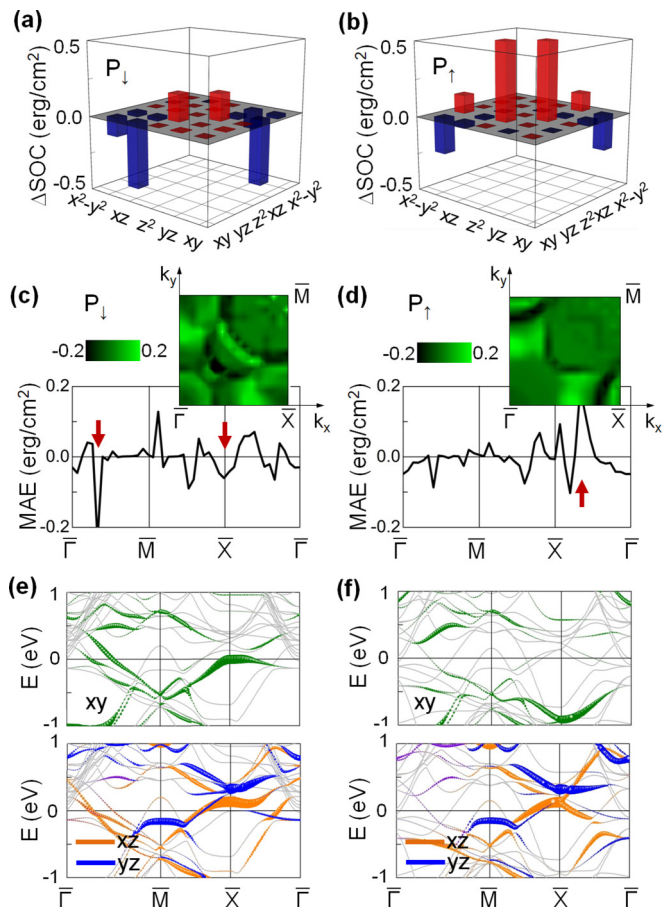 (a)
0.5
P↓
0.0
-0.5
ΔSOC (erg/cm²)
x²-y² xz z² yz xy
xy yz z² xz x²-y²
(b)
0.5
P↑
0.0
-0.5
ΔSOC (erg/cm²)
x²-y² xz z² yz xy
xy yz z² xz x²-y²
(c)
P↓
-0.2 0.2
k_y
M̅
Γ̅ X̅ k_x
0.2
0.0
-0.2
MAE (erg/cm²)
Γ̅ M̅ X̅ Γ̅
(d)
P↑
-0.2 0.2
k_y
M̅
Γ̅ X̅ k_x
0.2
0.0
-0.2
MAE (erg/cm²)
Γ̅ M̅ X̅ Γ̅
(e)
1
0
-1
E (eV)
xy
1
0
-1
E (eV)
xz
yz
Γ̅ M̅ X̅ Γ̅
(f)
1
0
-1
E (eV)
xy
1
0
-1
E (eV)
xz
yz
Γ̅ M̅ X̅ Γ̅